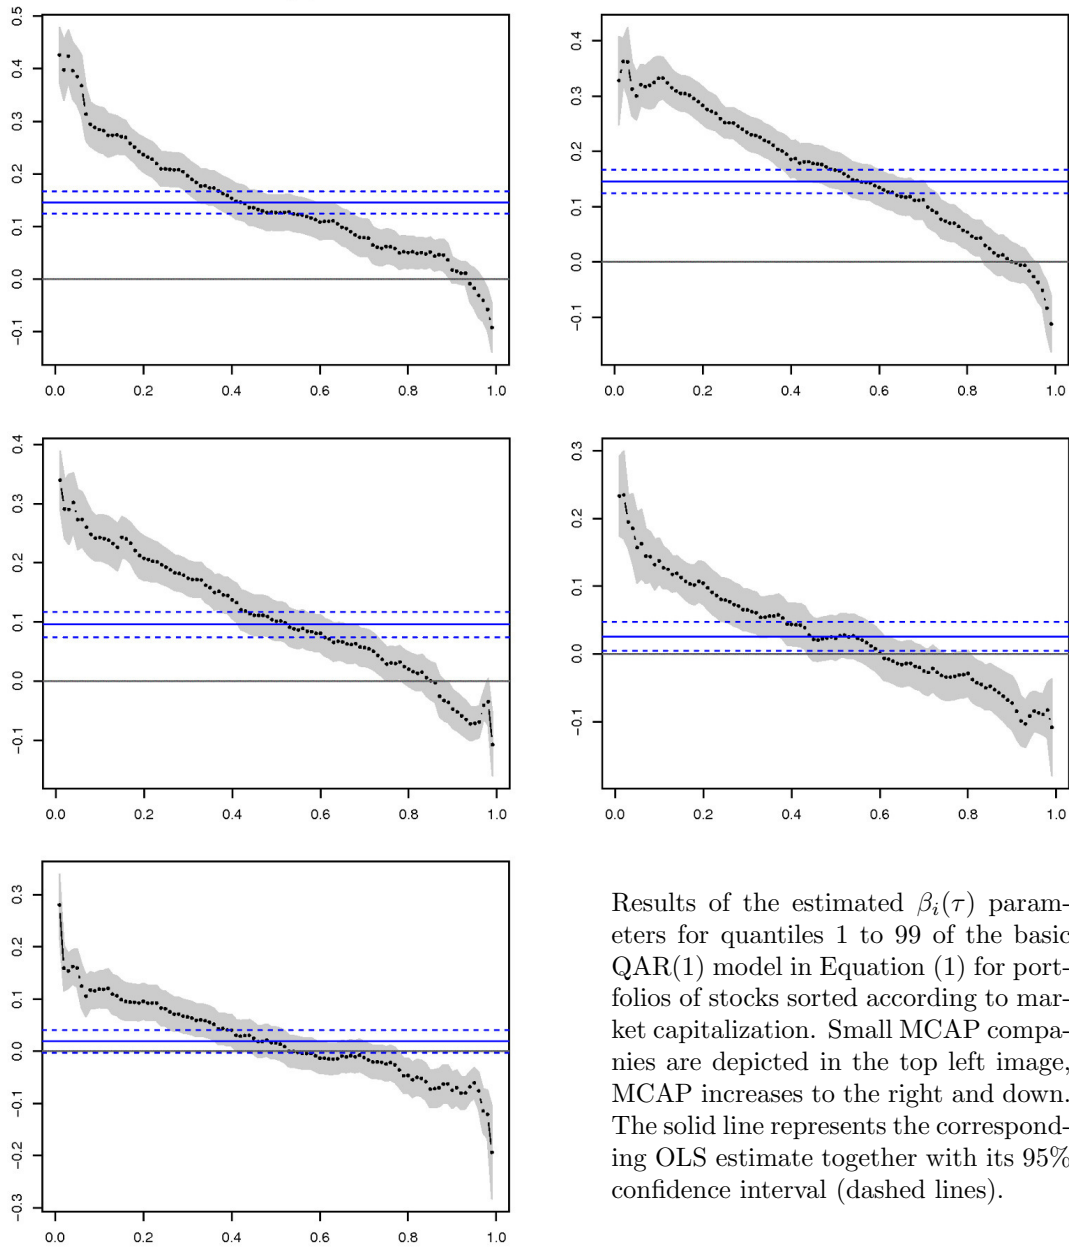 0.5
0.4
0.3
0.2
0.1
0.0
−0.1
0.0 0.2 0.4 0.6 0.8 1.0
0.4
0.3
0.2
0.1
0.0
−0.1
0.0 0.2 0.4 0.6 0.8 1.0
0.4
0.3
0.2
0.1
0.0
−0.1
0.0 0.2 0.4 0.6 0.8 1.0
0.3
0.2
0.1
0.0
−0.1
0.0 0.2 0.4 0.6 0.8 1.0
0.3
0.2
0.1
0.0
−0.1
−0.2
−0.3
0.0 0.2 0.4 0.6 0.8 1.0
Results of the estimated βi(τ) param-
eters for quantiles 1 to 99 of the basic
QAR(1) model in Equation (1) for port-
folios of stocks sorted according to mar-
ket capitalization. Small MCAP compa-
nies are depicted in the top left image,
MCAP increases to the right and down.
The solid line represents the correspond-
ing OLS estimate together with its 95%
confidence interval (dashed lines).